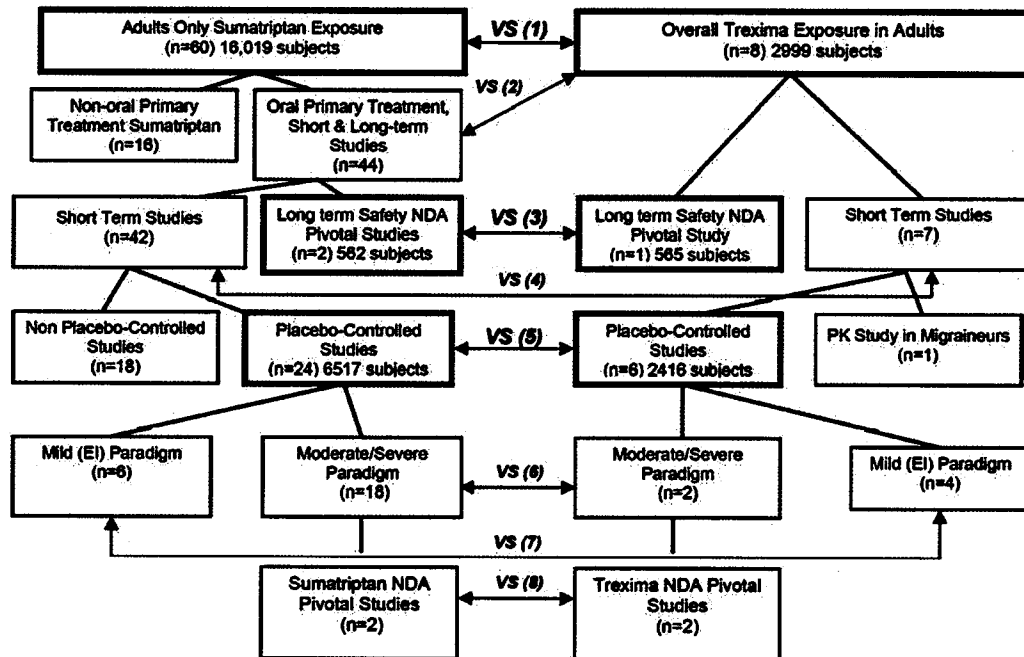 Adults Only Sumatriptan Exposure
(n=60) 16,019 subjects
VS (1)
Overall Trexima Exposure in Adults
(n=8) 2999 subjects
VS (2)
Non-oral Primary
Treatment Sumatriptan
(n=16)
Oral Primary Treatment,
Short & Long-term
Studies
(n=44)
Short Term Studies
(n=42)
Long term Safety NDA
Pivotal Studies
(n=2) 562 subjects
VS (3)
Long term Safety NDA
Pivotal Study
(n=1) 565 subjects
Short Term Studies
(n=7)
VS (4)
Non Placebo-Controlled
Studies
(n=18)
Placebo-Controlled
Studies
(n=24) 6517 subjects
VS (5)
Placebo-Controlled
Studies
(n=6) 2416 subjects
PK Study in Migraineurs
(n=1)
Mild (EI) Paradigm
(n=6)
Moderate/Severe
Paradigm
(n=18)
VS (6)
Moderate/Severe
Paradigm
(n=2)
Mild (EI) Paradigm
(n=4)
VS (7)
Sumatriptan NDA
Pivotal Studies
(n=2)
VS (8)
Trexima NDA Pivotal
Studies
(n=2)